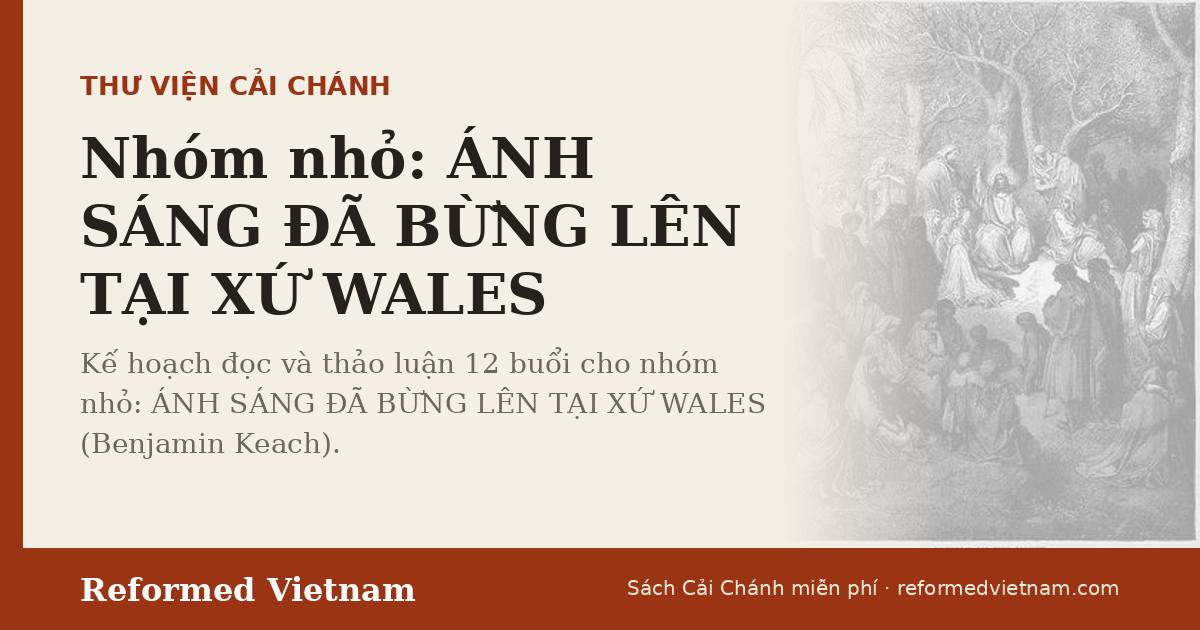 THƯ VIỆN CẢI CHÁNH
Nhóm nhỏ: ÁNH
SÁNG ĐÃ BỪNG LÊN
TẠI XỨ WALES
Kế hoạch đọc và thảo luận 12 buổi cho nhóm
nhỏ: ÁNH SÁNG ĐÃ BỪNG LÊN TẠI XỨ WALES
(Benjamin Keach).
Reformed Vietnam
Sách Cải Chánh miễn phí · reformedvietnam.com